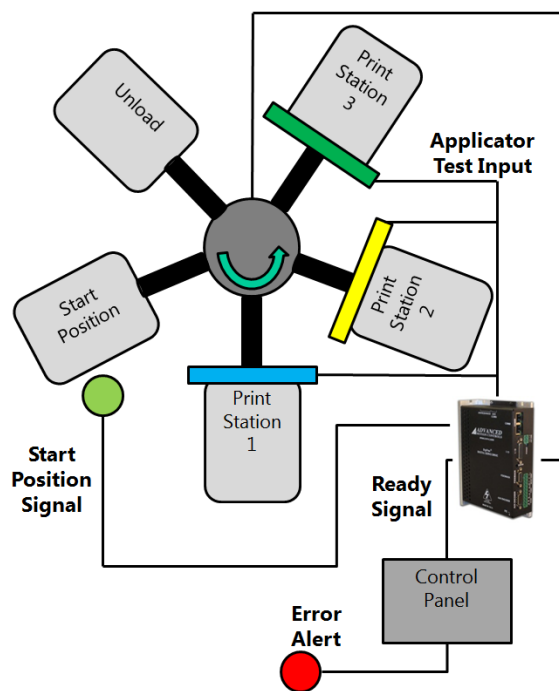 Unload
Print
Station
3
Applicator
Test Input
Start
Position
Print
Station
2
Print
Station
1
Start
Position
Signal
ADVANCED
Ready
Signal
Control
Panel
Error
Alert